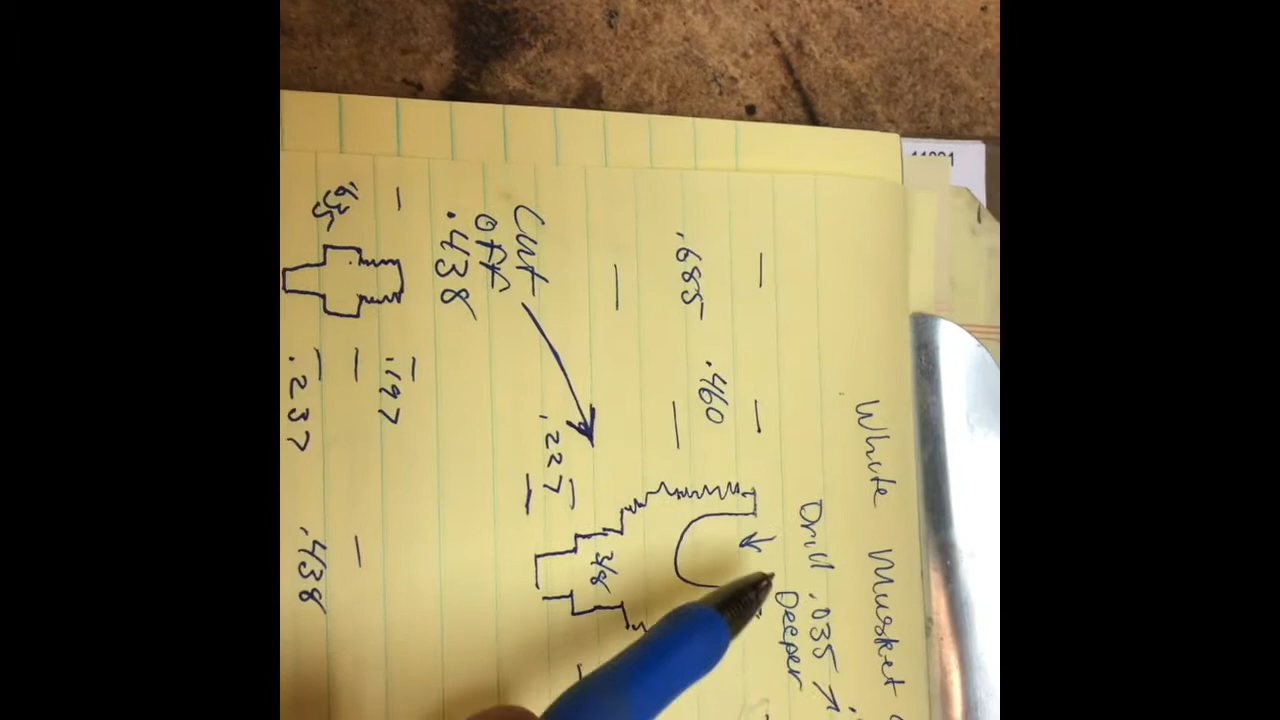 White Musket
Drill .035
Deeper
.685
.460
Cut
off
.438
.227
3/8
.635
.197
.237
.438